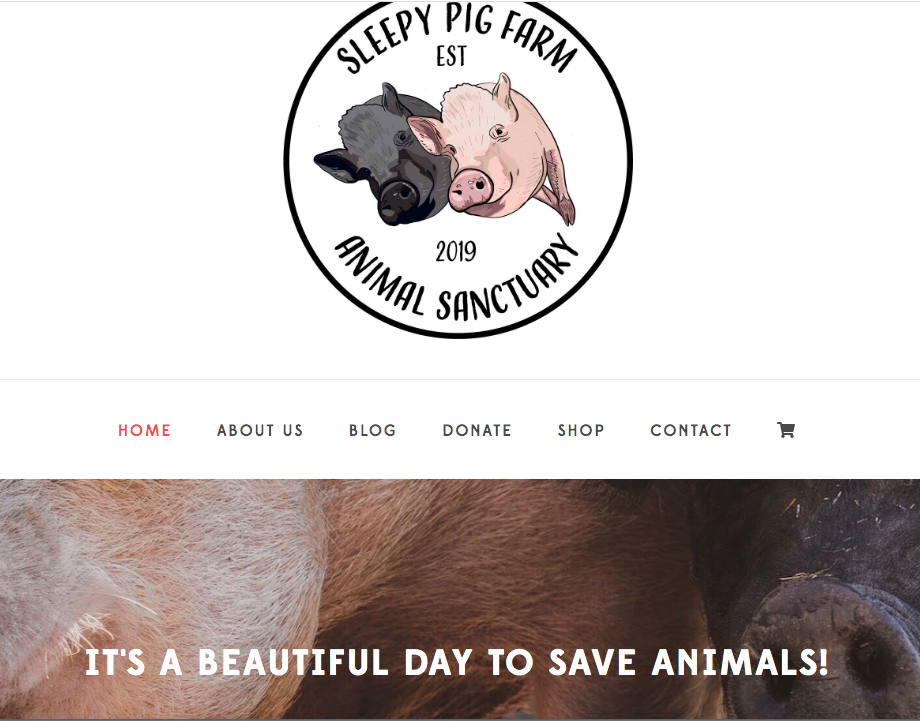 SLEEPY PIG FARM
EST
2019
ANIMAL SANCTUARY
HOME ABOUT US BLOG DONATE SHOP CONTACT
IT'S A BEAUTIFUL DAY TO SAVE ANIMALS!